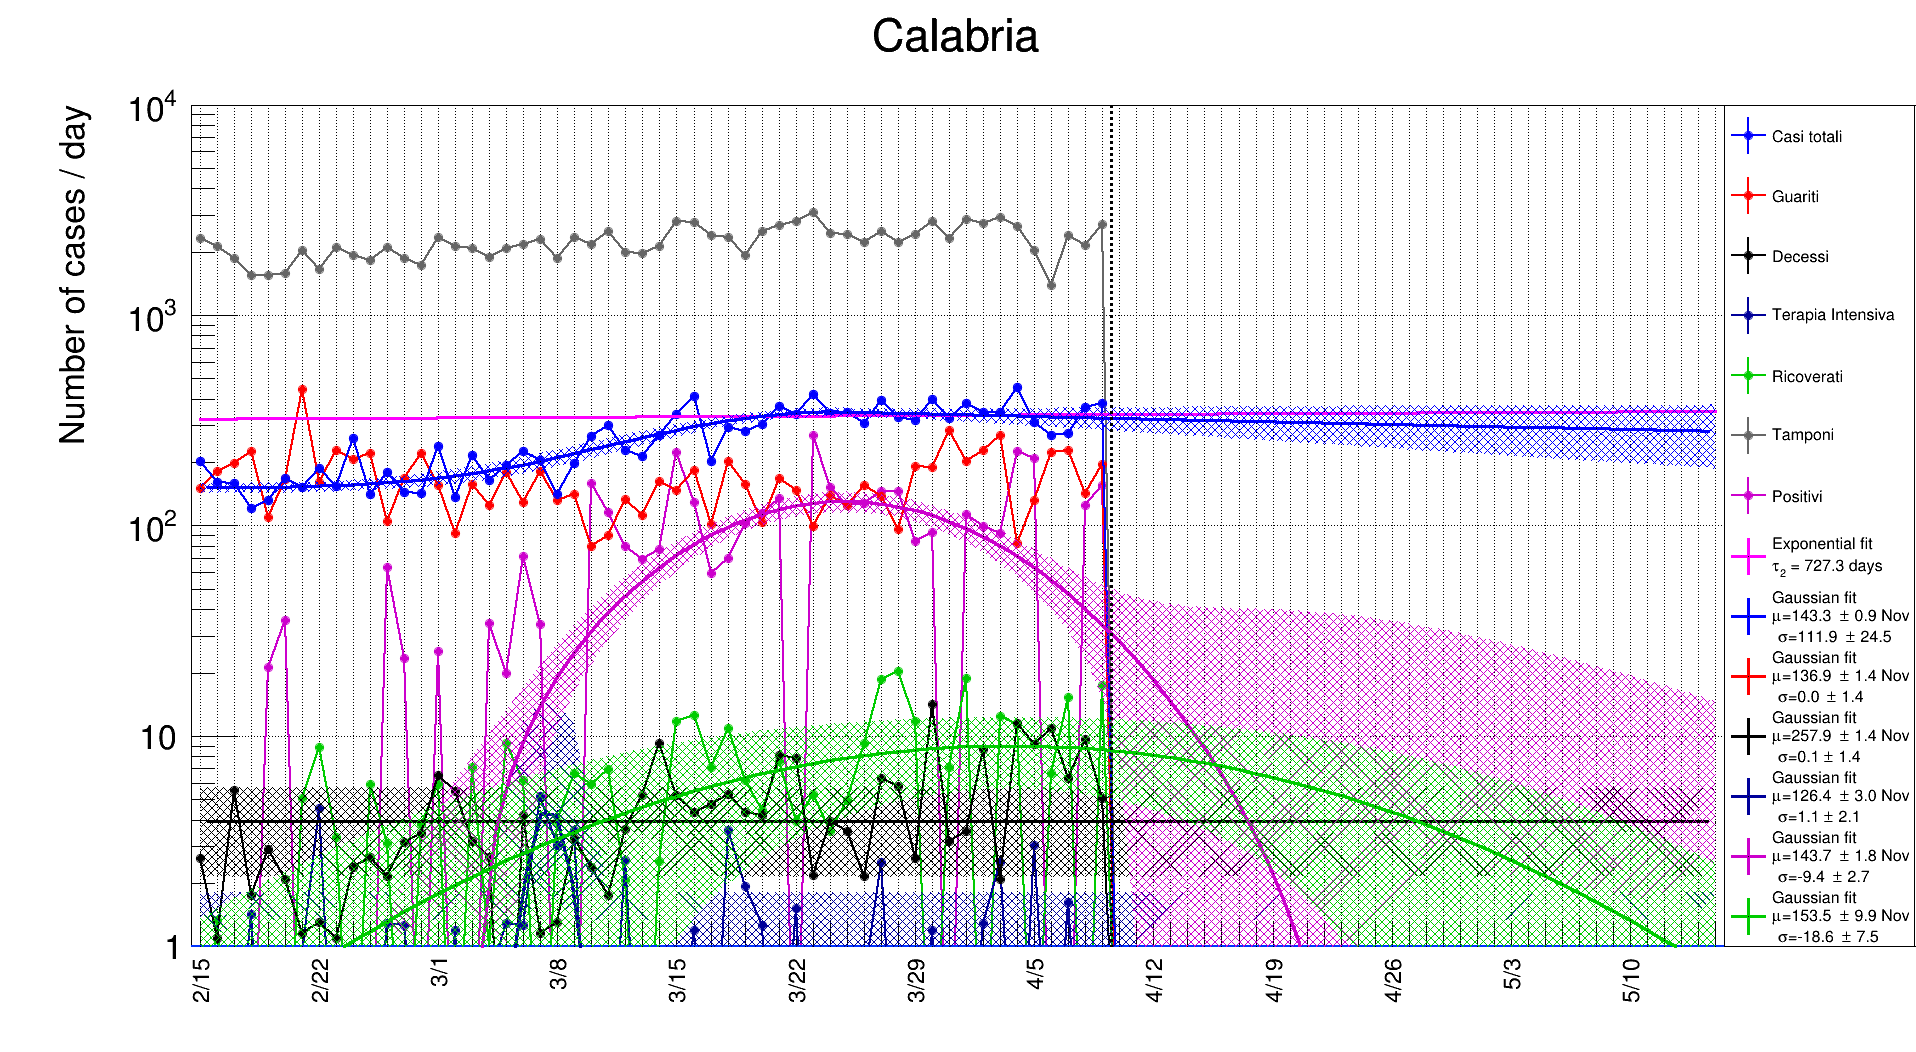 Calabria
Number of cases / day
10⁴
10³
10²
10
1
2/15
2/22
3/1
3/8
3/15
3/22
3/29
4/5
4/12
4/19
4/26
5/3
5/10
Casi totali
Guariti
Decessi
Terapia Intensiva
Ricoverati
Tamponi
Positivi
Exponential fit
τ₂ = 727.3 days
Gaussian fit
μ=143.3 ± 0.9 Nov
σ=111.9 ± 24.5
Gaussian fit
μ=136.9 ± 1.4 Nov
σ=0.0 ± 1.4
Gaussian fit
μ=257.9 ± 1.4 Nov
σ=0.1 ± 1.4
Gaussian fit
μ=126.4 ± 3.0 Nov
σ=1.1 ± 2.1
Gaussian fit
μ=143.7 ± 1.8 Nov
σ=-9.4 ± 2.7
Gaussian fit
μ=153.5 ± 9.9 Nov
σ=-18.6 ± 7.5